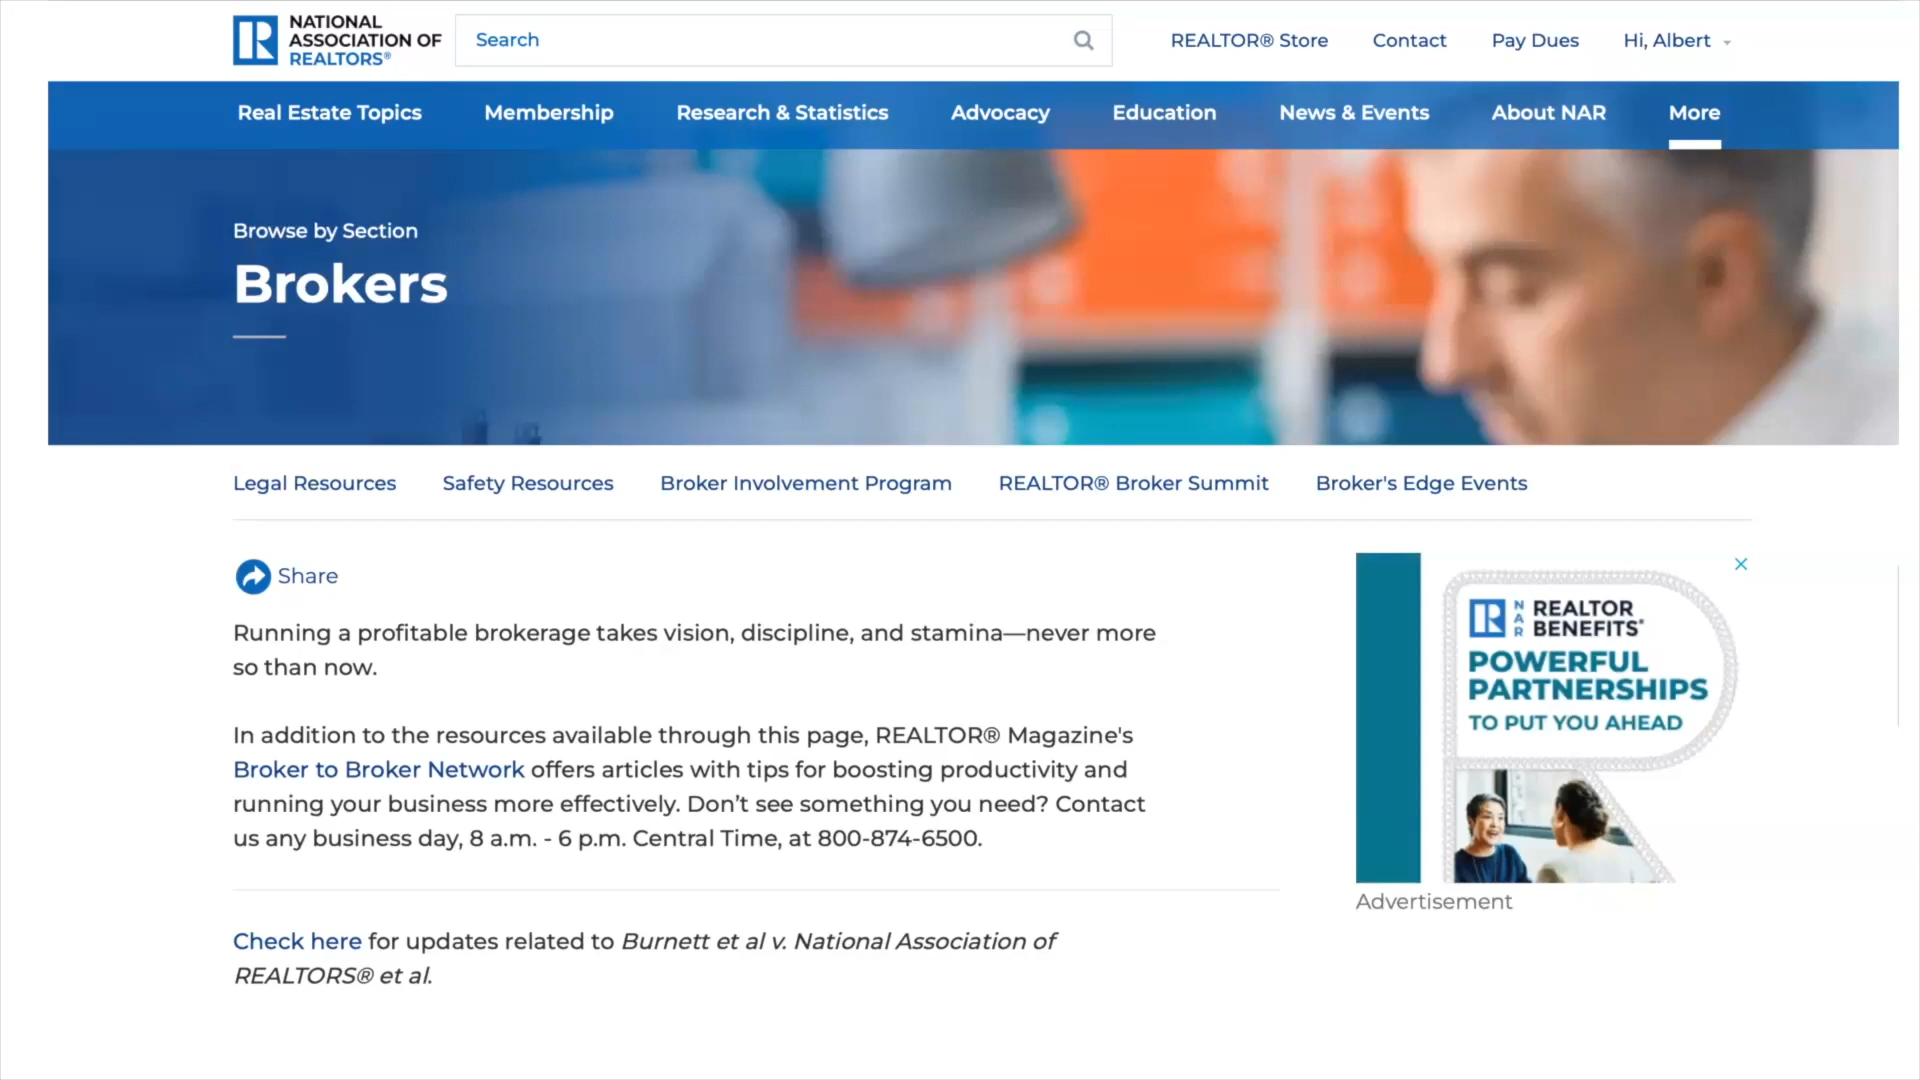 NATIONAL
ASSOCIATION OF
REALTORS®
Search
REALTOR® Store
Contact
Pay Dues
Hi, Albert
Real Estate Topics
Membership
Research & Statistics
Advocacy
Education
News & Events
About NAR
More
Browse by Section
Brokers
Legal Resources
Safety Resources
Broker Involvement Program
REALTOR® Broker Summit
Broker's Edge Events
Share
Running a profitable brokerage takes vision, discipline, and stamina—never more
so than now.
In addition to the resources available through this page, REALTOR® Magazine's
Broker to Broker Network offers articles with tips for boosting productivity and
running your business more effectively. Don’t see something you need? Contact
us any business day, 8 a.m. - 6 p.m. Central Time, at 800-874-6500.
Check here for updates related to Burnett et al v. National Association of
REALTORS® et al.
NAR
REALTOR
BENEFITS®
POWERFUL
PARTNERSHIPS
TO PUT YOU AHEAD
Advertisement